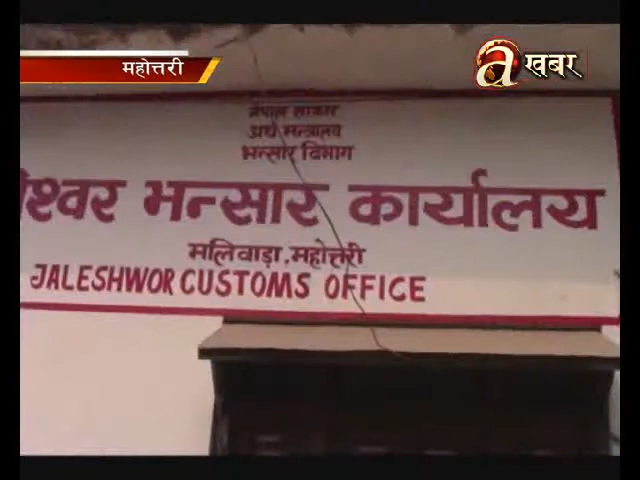 महोत्तरी
a खबर
नेपाल सरकार
अर्थ मन्त्रालय
भन्सार विभाग
श्वर भन्सार कार्यालय
मलिवाडा, महोत्तरी
JALESHWOR CUSTOMS OFFICE